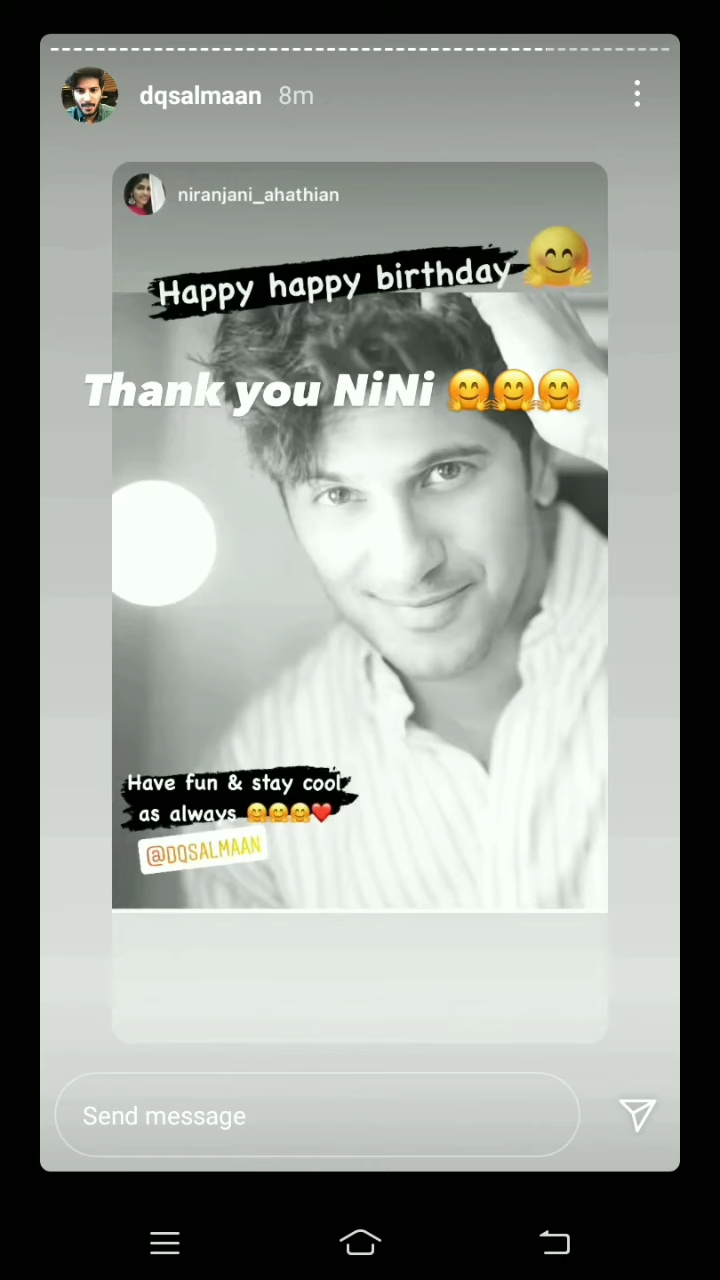 dqsalmaan 8m
niranjani_ahathian
Happy happy birthday 🤗
Thank you NiNi 🤗🤗🤗
Have fun & stay cool
as always 🤗🤗🤗❤️
@DQSALMAAN
Send message